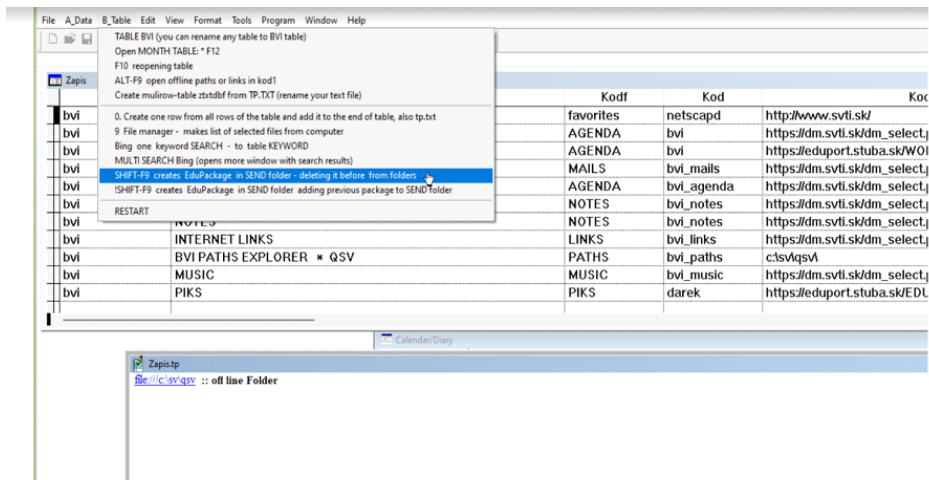 File A_Data B_Table Edit View Format Tools Program Window Help
TABLE BVI (you can rename any table to BVI table)
Open MONTH TABLE: * F12
F10 reopening table
ALT-F9 open offline paths or links in kod1
Create mulirow-table ztxtdbf from TP.TXT (rename your text file)
0. Create one row from all rows of the table and add it to the end of table, also tp.txt
9 File manager - makes list of selected files from computer
Bing one keyword SEARCH - to table KEYWORD
MULTI SEARCH Bing (opens more window with search results)
SHIFT-F9 creates EduPackage in SEND folder - deleting it before from folders
!SHIFT-F9 creates EduPackage in SEND folder adding previous package to SEND folder
RESTART
Zapis
Kodf Kod
bvi favorites netscapd http://www.svti.sk/
bvi AGENDA bvi https://dm.svti.sk/dm_select.
bvi AGENDA bvi https://eduport.stuba.sk/
bvi MAILS bvi_mails https://dm.svti.sk/dm_select.
bvi AGENDA bvi_agenda https://dm.svti.sk/dm_select.
bvi NOTES bvi_notes https://dm.svti.sk/dm_select.
bvi NOTES NOTES bvi_notes https://dm.svti.sk/dm_select.
bvi INTERNET LINKS LINKS bvi_links https://dm.svti.sk/dm_select.
bvi BVI PATHS EXPLORER * QSV PATHS bvi_paths c:\sv\qsv\
bvi MUSIC MUSIC bvi_music https://dm.svti.sk/dm_select.
bvi PIKS PIKS darek https://eduport.stuba.sk/
Calendar/Diary
Zapis.tp
file:///c:\sv\qsv :: off line Folder